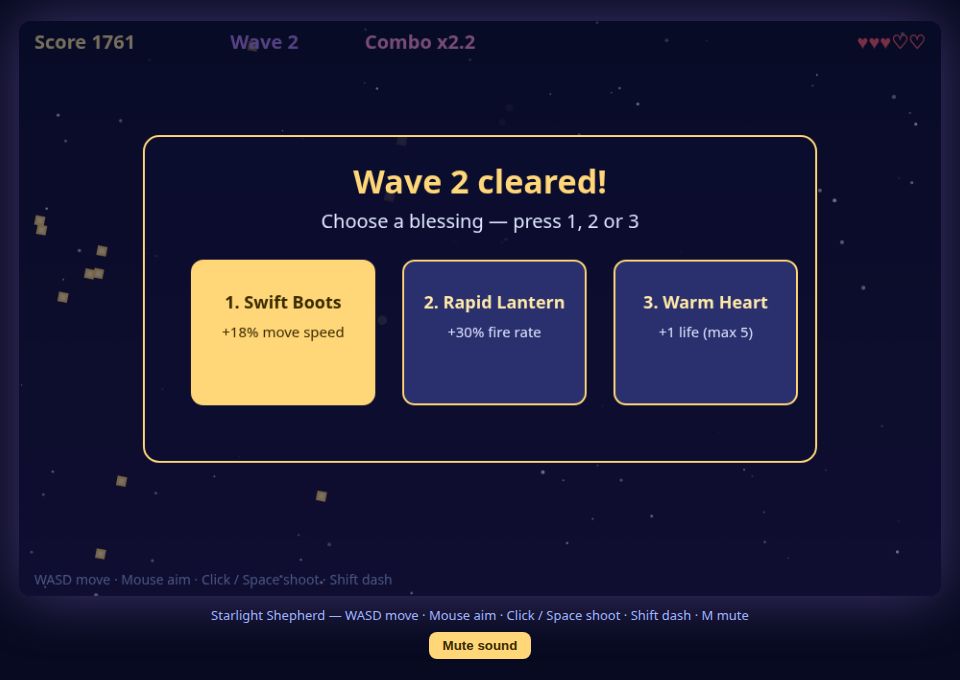 Score 1761 Wave 2 Combo x2.2 ♥♥♥♡♡
Wave 2 cleared!
Choose a blessing — press 1, 2 or 3
1. Swift Boots
+18% move speed
2. Rapid Lantern
+30% fire rate
3. Warm Heart
+1 life (max 5)
WASD move · Mouse aim · Click / Space shoot · Shift dash
Starlight Shepherd — WASD move · Mouse aim · Click / Space shoot · Shift dash · M mute
Mute sound